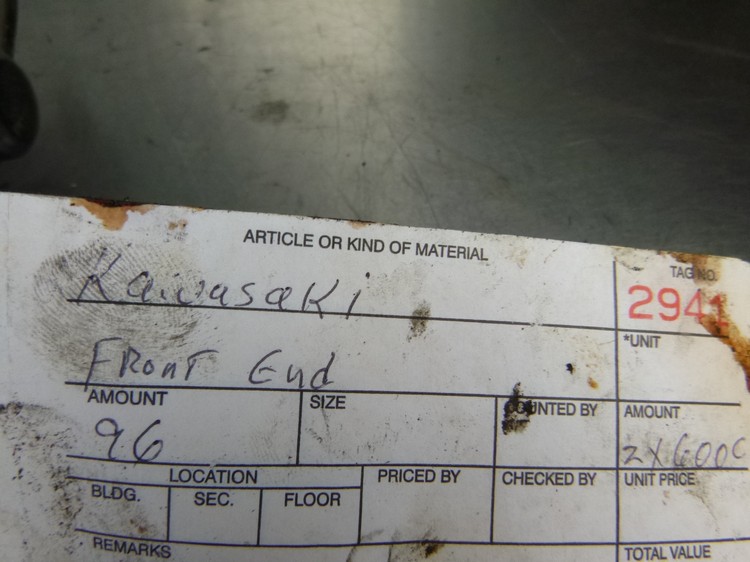 ARTICLE OR KIND OF MATERIAL
TAG NO.
Kawasaki
2941
*UNIT
Front End
AMOUNT SIZE COUNTED BY AMOUNT
96
2X600C
LOCATION PRICED BY CHECKED BY UNIT PRICE
BLDG. SEC. FLOOR
REMARKS
TOTAL VALUE